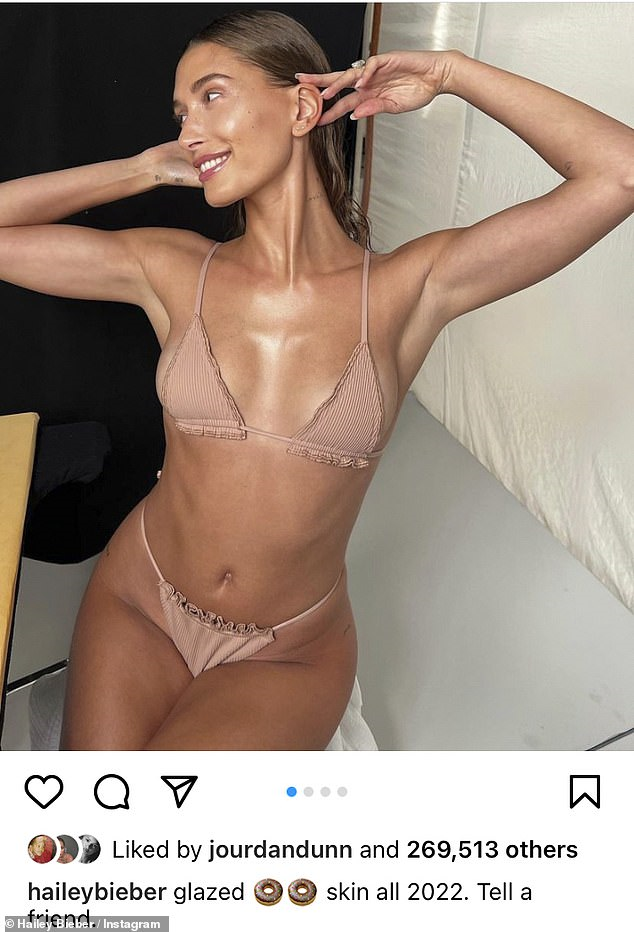 Liked by jourdandunn and 269,513 others
haileybieber glazed 🍩🍩 skin all 2022. Tell a
friend.
© Hailey Bieber / Instagram